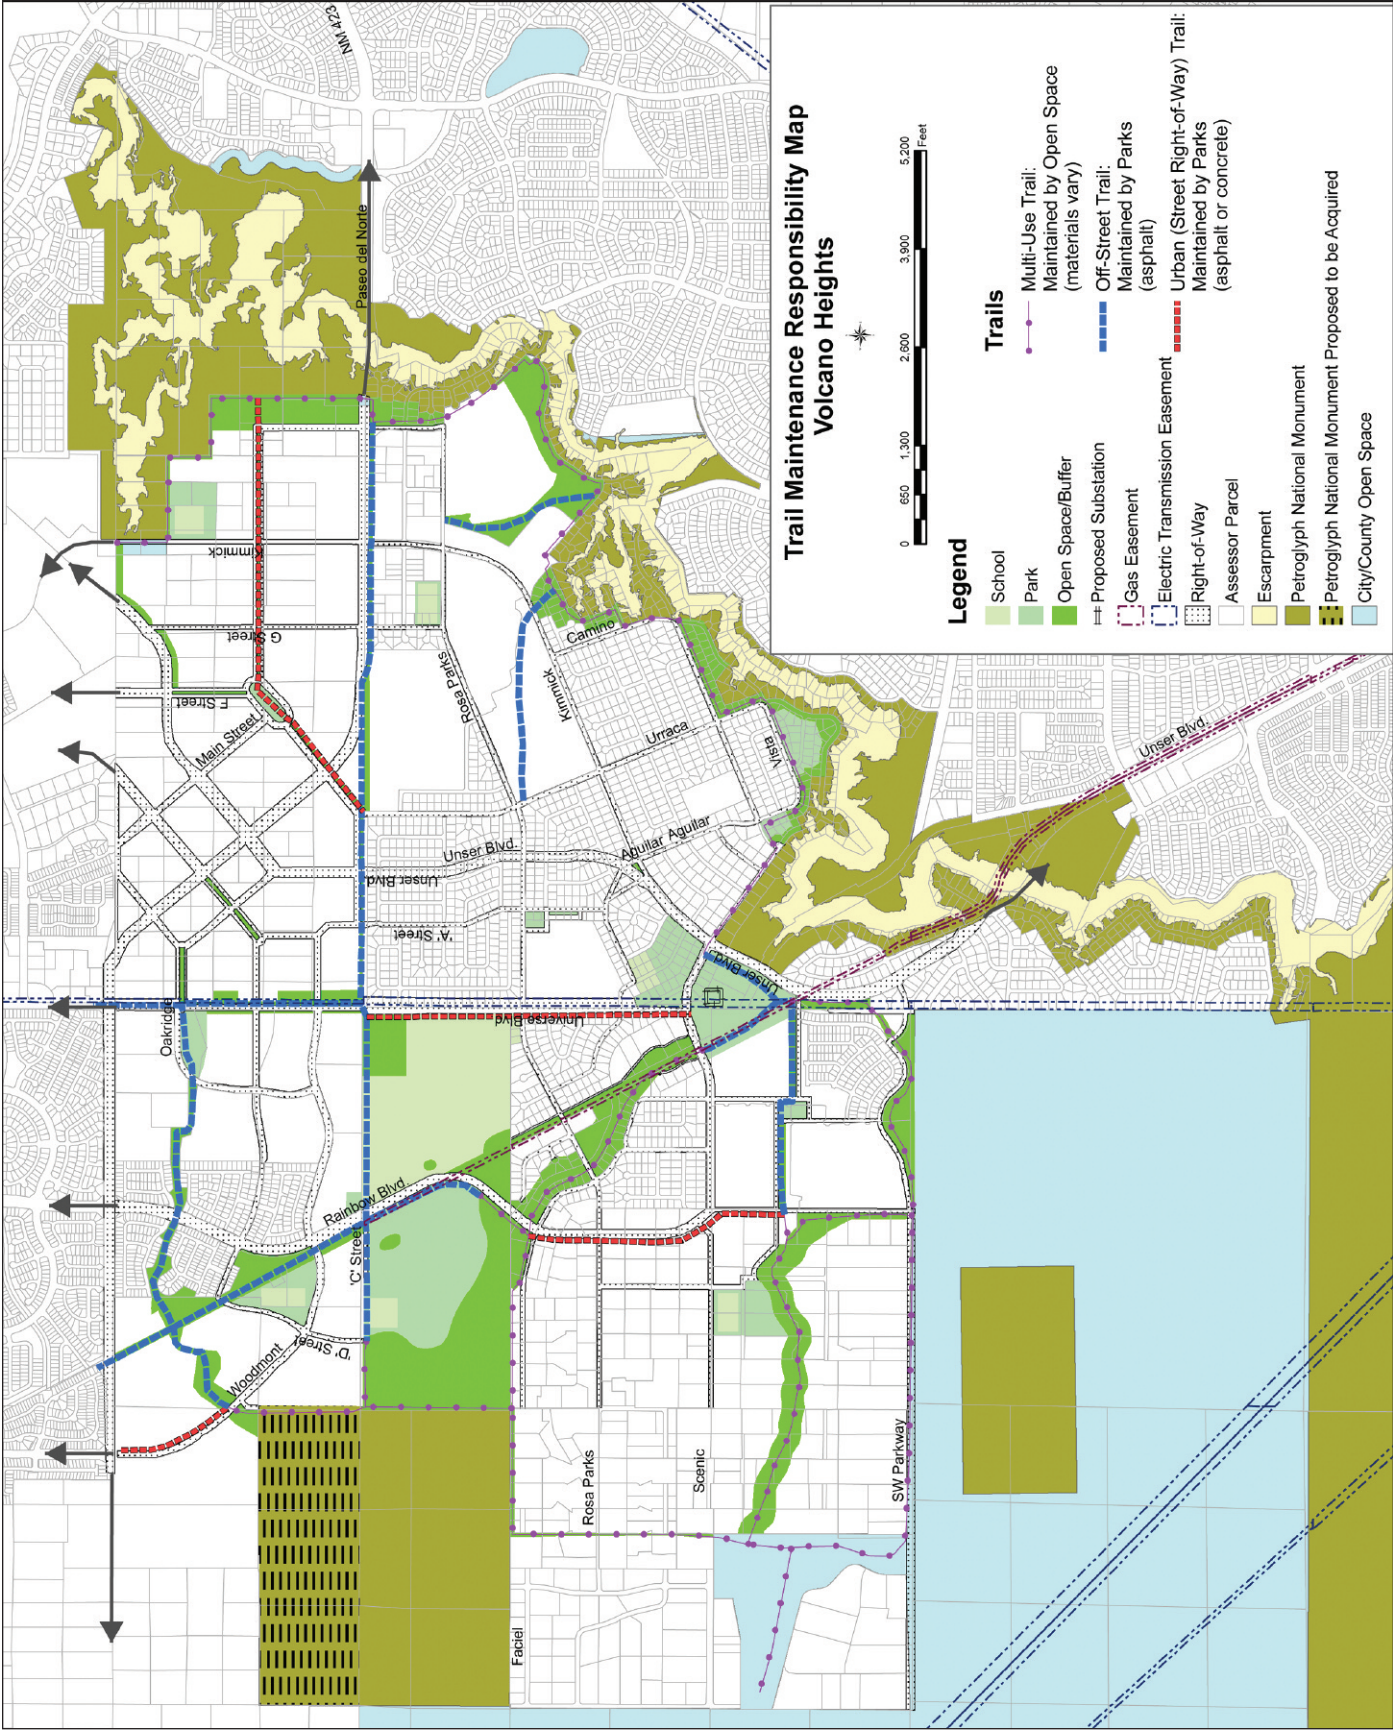 Trail Maintenance Responsibility Map
Volcano Heights
0 650 1,300 2,600 3,900 5,200
Feet
Legend
School
Park
Open Space/Buffer
Proposed Substation
Gas Easement
Electric Transmission Easement
Right-of-Way
Assessor Parcel
Escarpment
Petroglyph National Monument
Petroglyph National Monument Proposed to be Acquired
City/County Open Space
Trails
Multi-Use Trail:
Maintained by Open Space
(materials vary)
Off-Street Trail:
Maintained by Parks
(asphalt)
Urban (Street Right-of-Way) Trail:
Maintained by Parks
(asphalt or concrete)
NM 423
Paseo del Norte
Kimmick
G Street
F Street
Main Street
Rosa Parks
Kimmick
Camino
Urraca
Vista
Unser Blvd.
Aguilar Aguilar
Unser Blvd.
Unser Blvd
'A' Street
Unser Blvd
Universe Blvd
Oakridge
Rainbow Blvd
'C' Street
'D' Street
Woodmont
Rosa Parks
Scenic
SW Parkway
Faciel